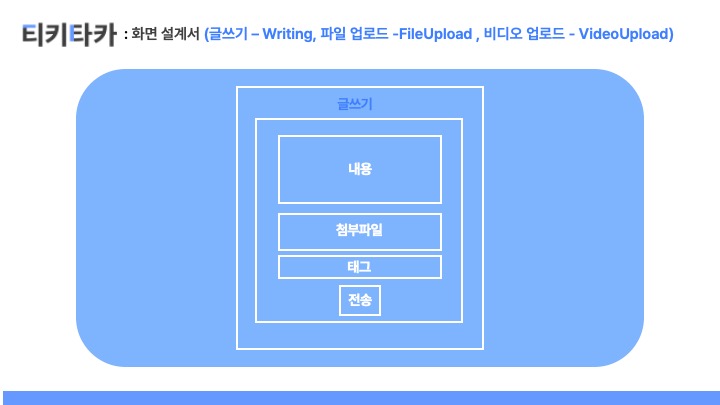 티키타카 : 화면 설계서 (글쓰기 – Writing, 파일 업로드 -FileUpload , 비디오 업로드 - VideoUpload)
글쓰기
내용
첨부파일
태그
전송